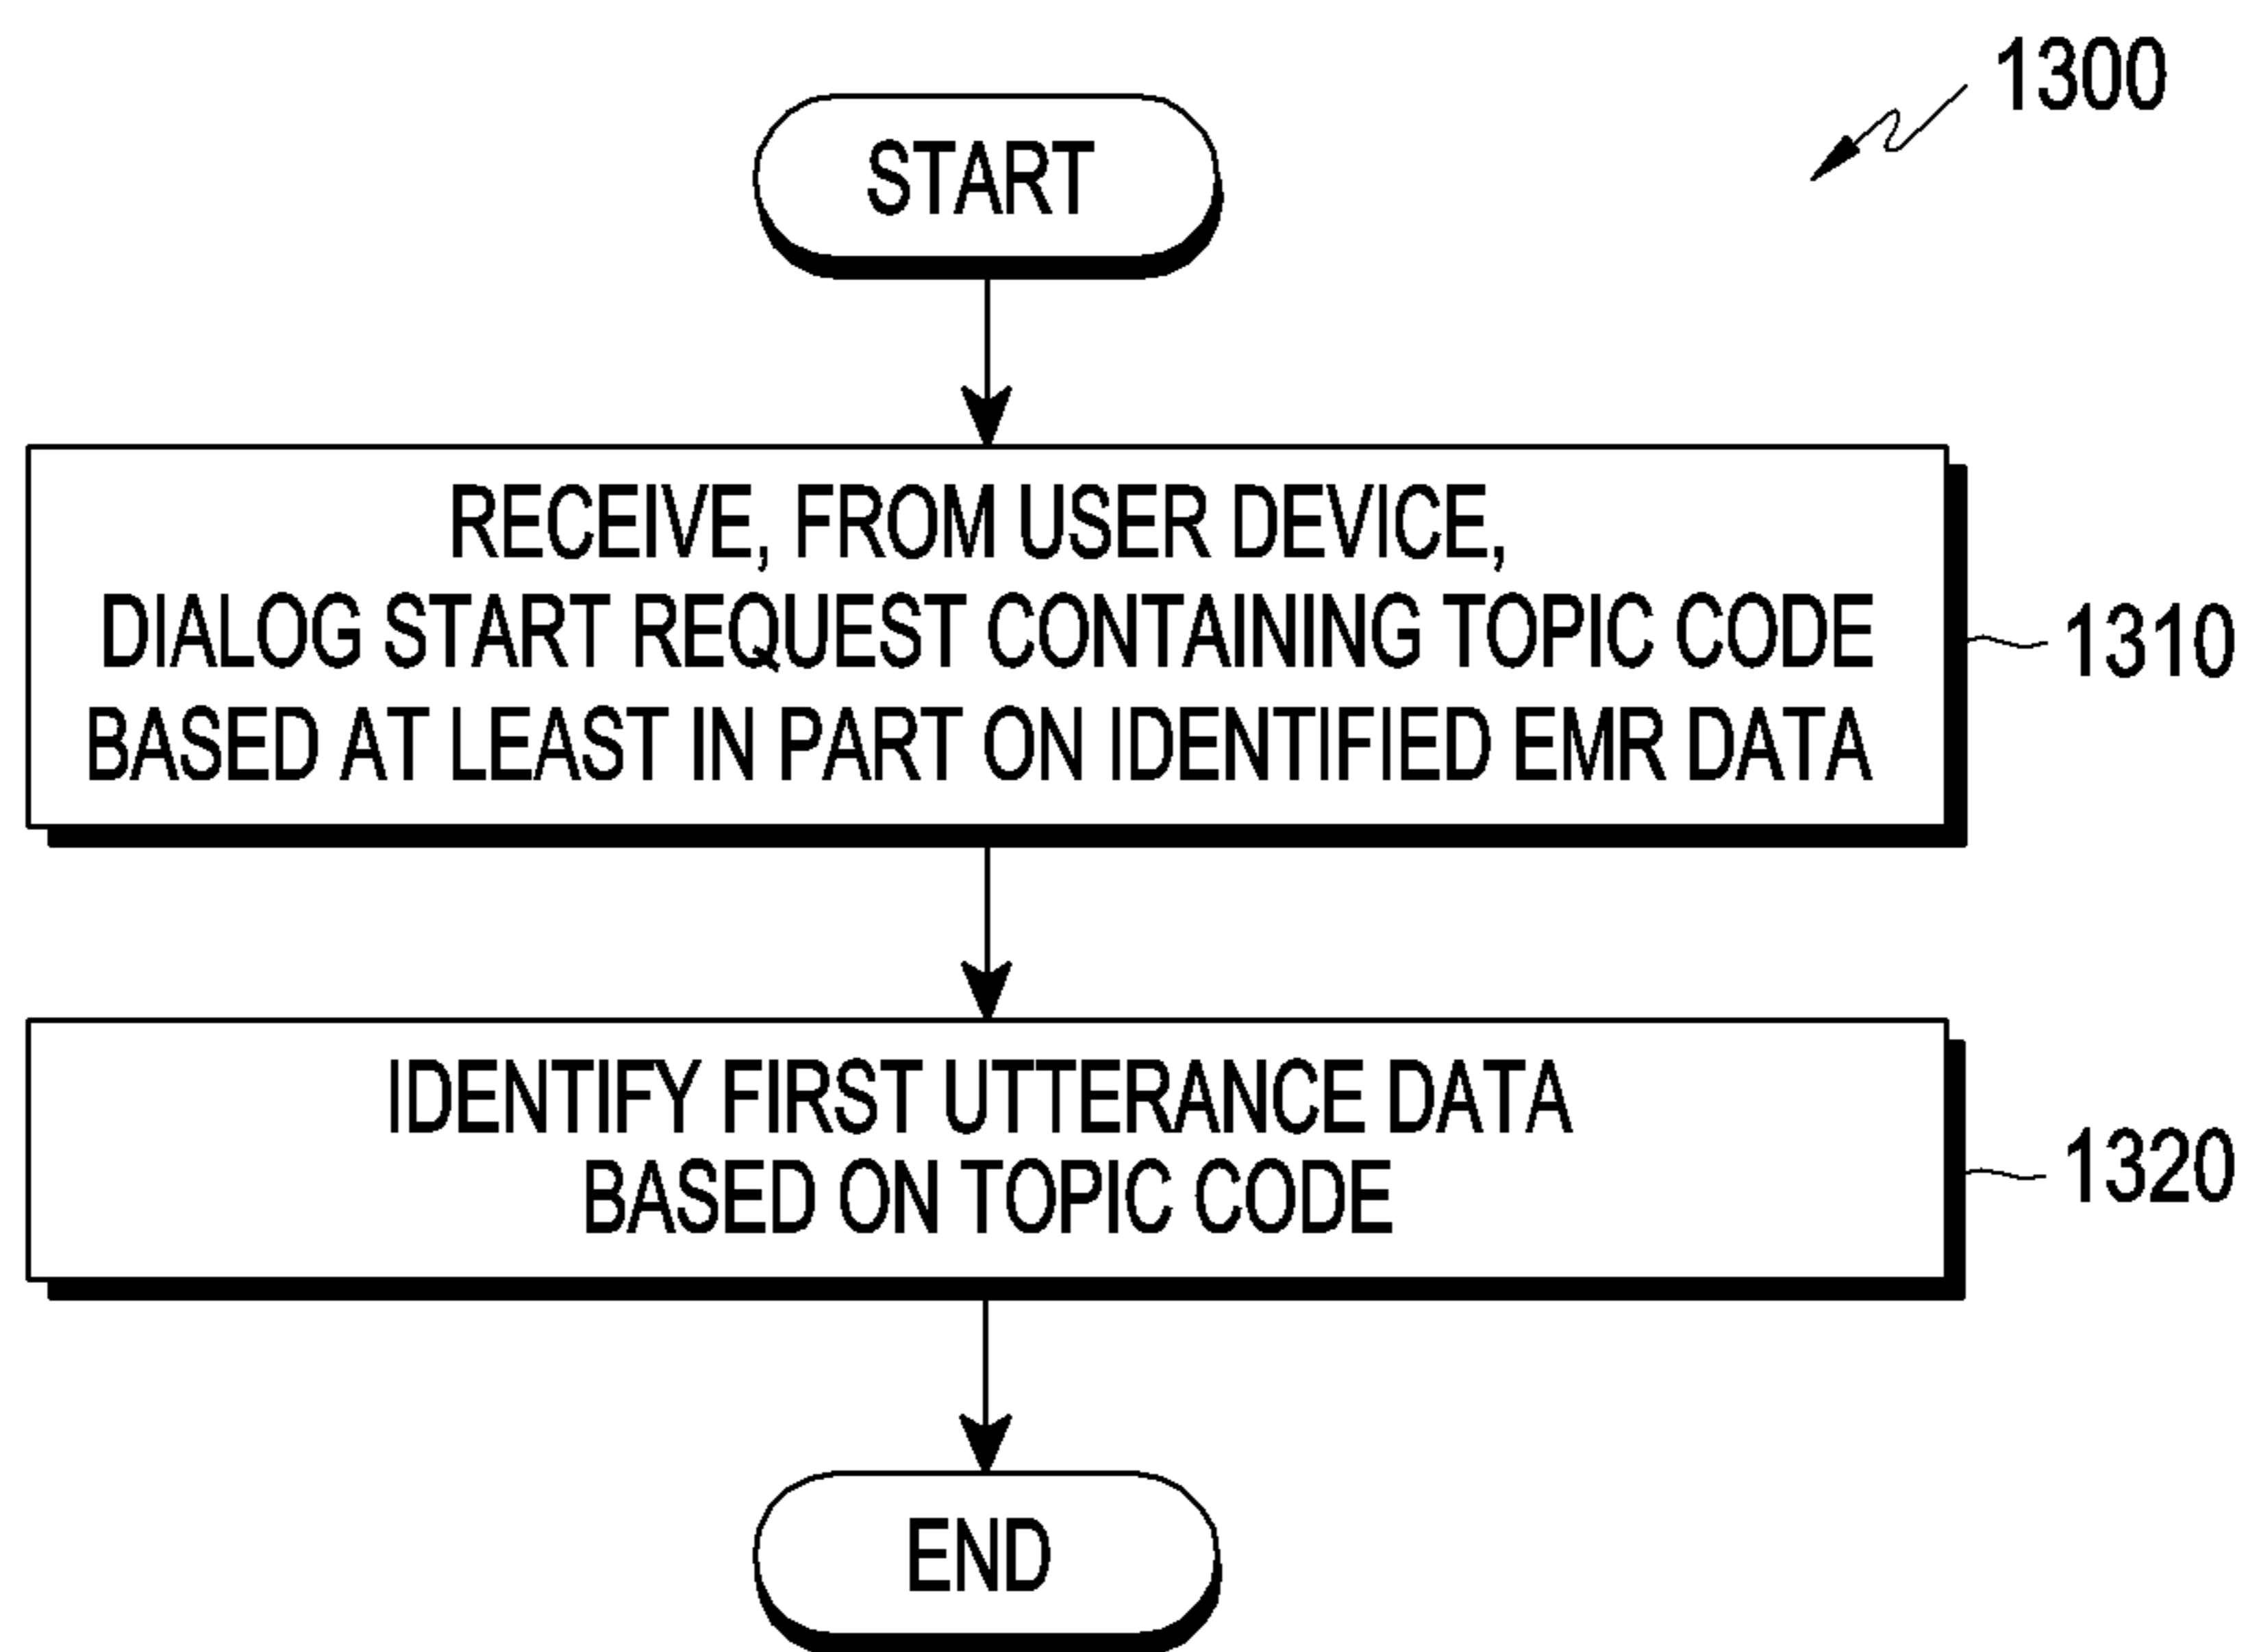 1300
START
RECEIVE, FROM USER DEVICE,
DIALOG START REQUEST CONTAINING TOPIC CODE
BASED AT LEAST IN PART ON IDENTIFIED EMR DATA
1310
IDENTIFY FIRST UTTERANCE DATA
BASED ON TOPIC CODE
1320
END